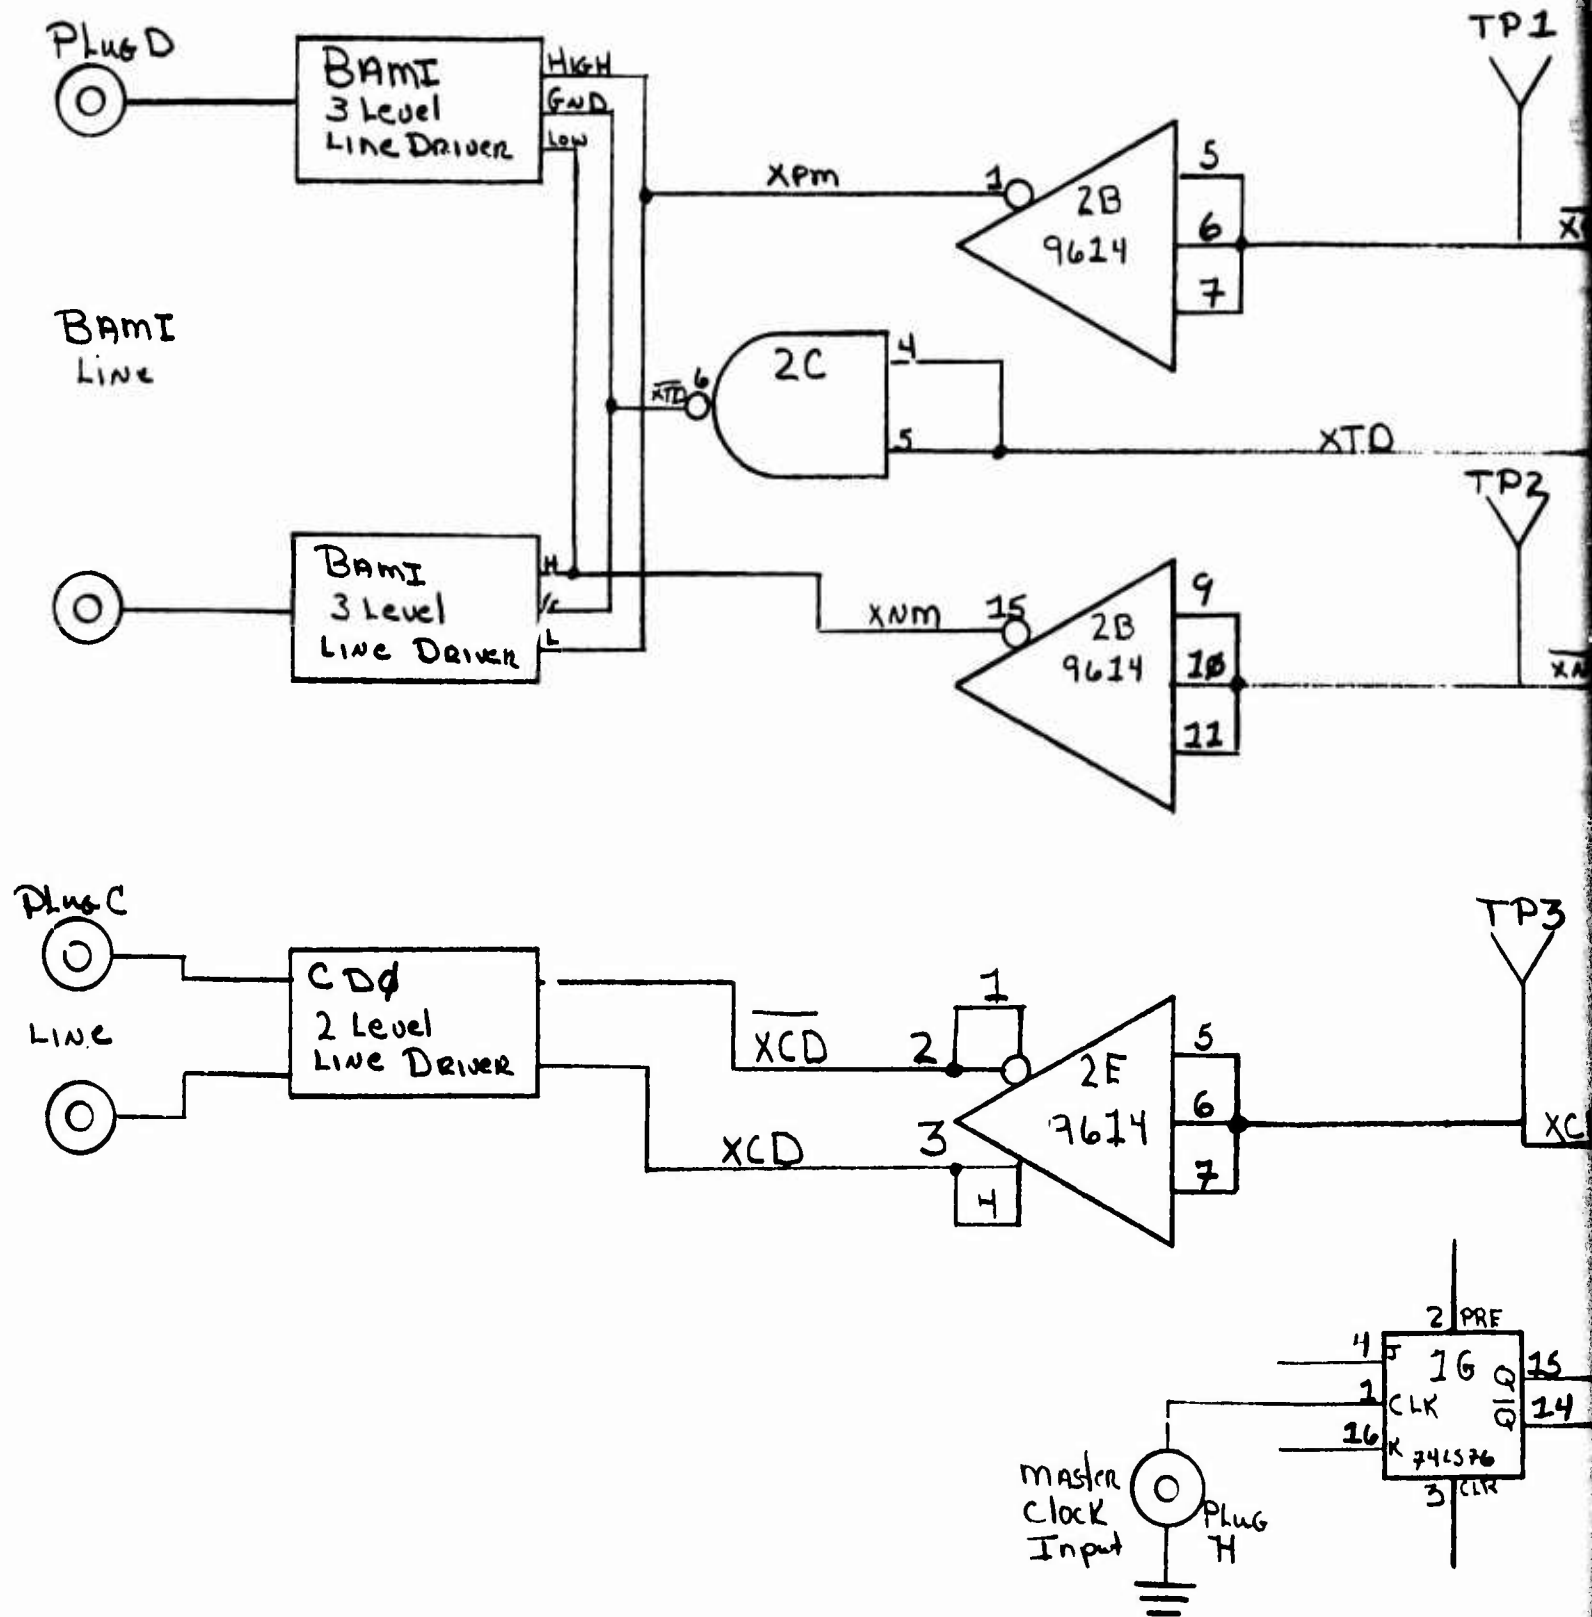 PLug D
BAMI
3 Level
Line Driver
HIGH
GND
Low
TP1
XPM
1
2B
9614
5
6
7
BAMI
Line
2C
4
5
6
XTD
XTD
TP2
BAMI
3 Level
Line Driver
H
L
XNM
15
2B
9614
9
10
11
PLug C
Line
CDØ
2 Level
Line Driver
XCD
XCD
1
2
3
4
2E
9614
5
6
7
TP3
2 PRE
4 J
1G
Q 15
1 CLK
Q 14
16 K
74LS76
3 CLR
Master
Clock
Input
PLug
H